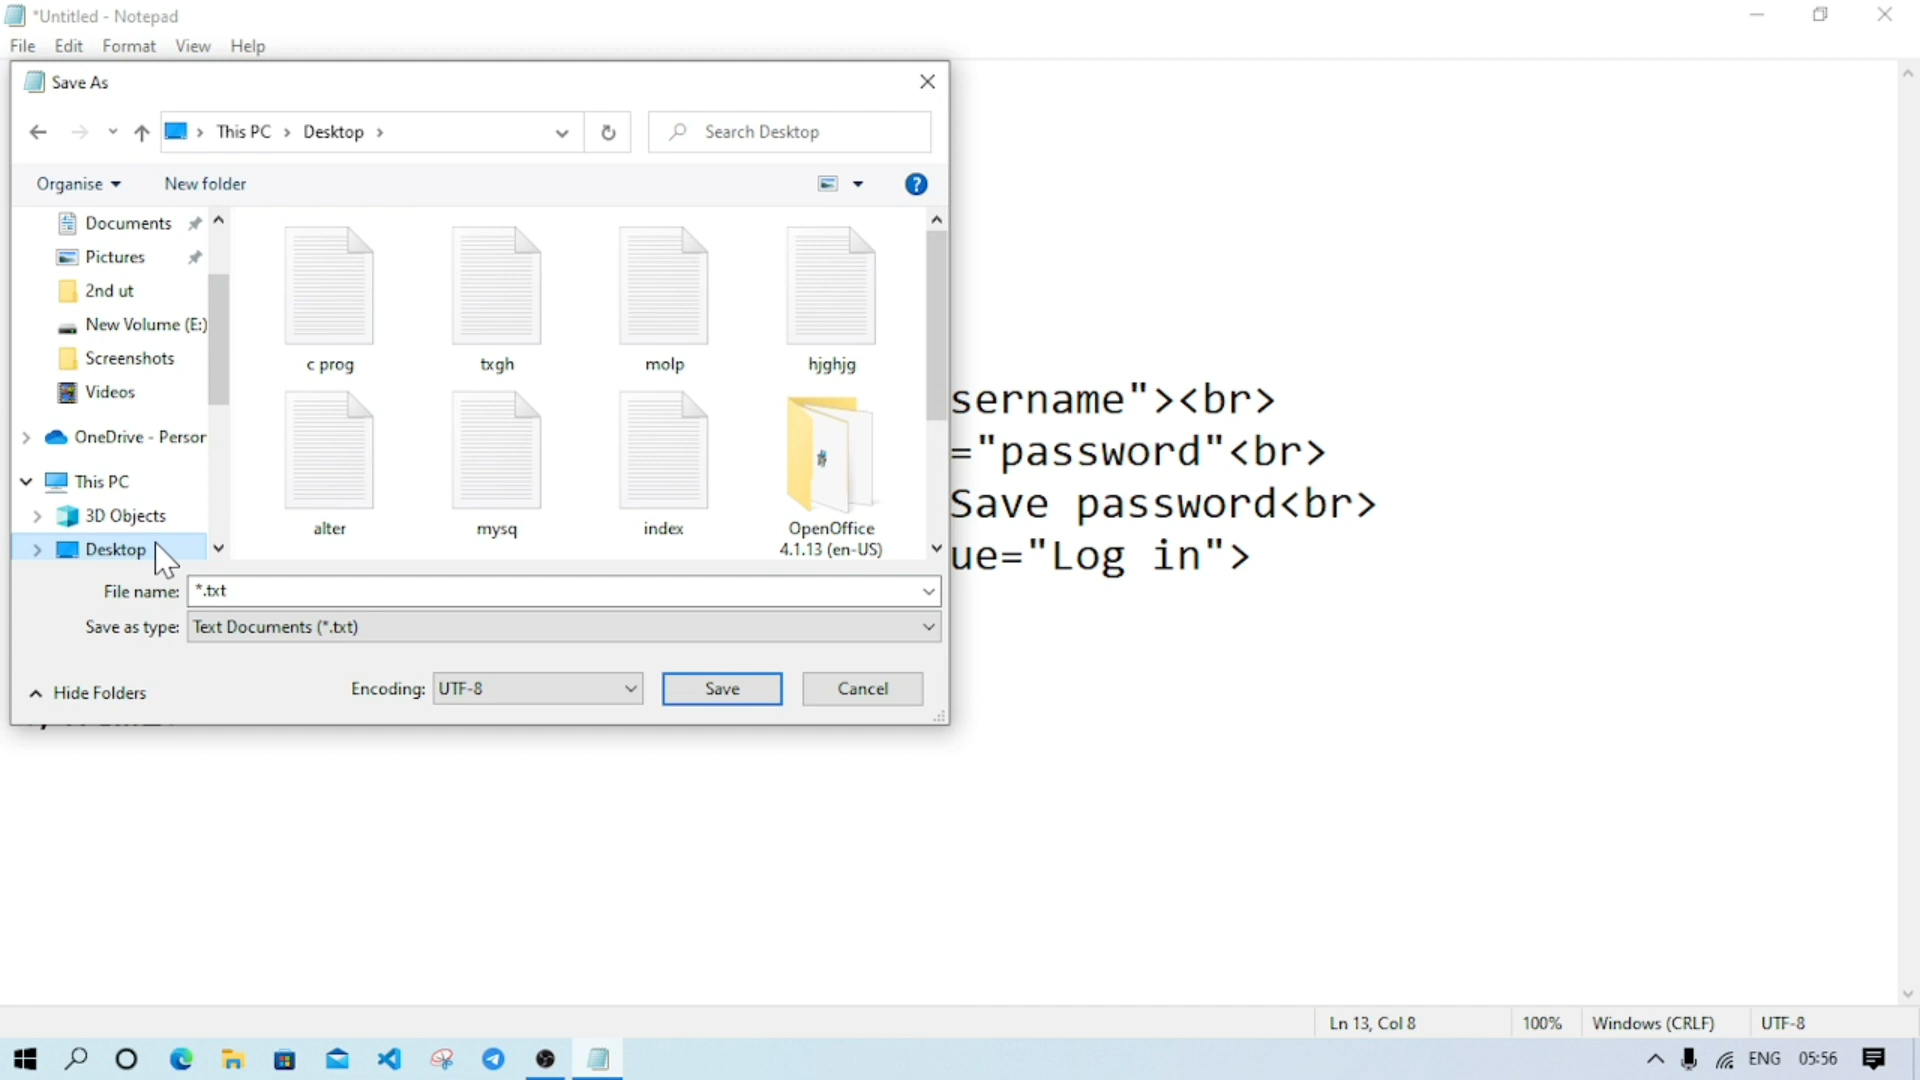 *Untitled - Notepad
File Edit Format View Help
Save As
This PC > Desktop >
Search Desktop
Organise New folder
Documents
Pictures
2nd ut
New Volume (E:)
Screenshots
Videos
OneDrive - Person
This PC
3D Objects
Desktop
c prog txgh molp hjghjg
alter mysq index OpenOffice
4.1.13 (en-US)
File name: *.txt
Save as type: Text Documents (*.txt)
Hide Folders Encoding: UTF-8 Save Cancel
sername"><br>
="password"<br>
Save password<br>
ue="Log in">
Ln 13, Col 8 100% Windows (CRLF) UTF-8
ENG 05:56